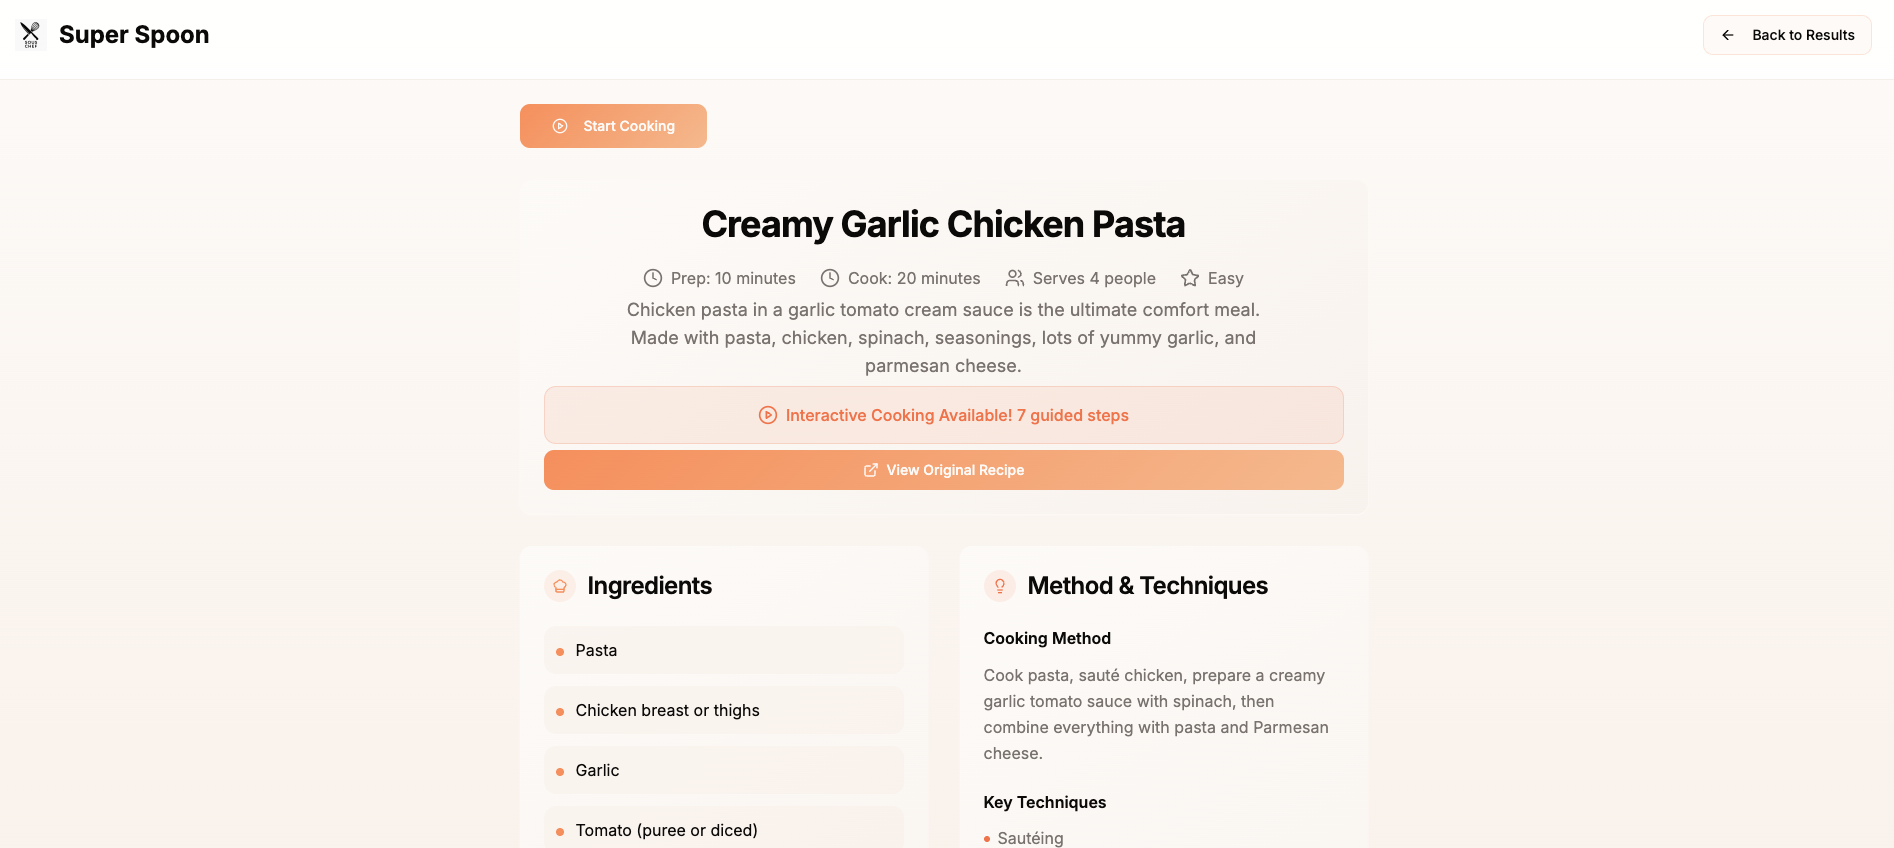 SOUS
CHEF
Super Spoon
Back to Results
Start Cooking
Creamy Garlic Chicken Pasta
Prep: 10 minutes Cook: 20 minutes Serves 4 people Easy
Chicken pasta in a garlic tomato cream sauce is the ultimate comfort meal.
Made with pasta, chicken, spinach, seasonings, lots of yummy garlic, and
parmesan cheese.
Interactive Cooking Available! 7 guided steps
View Original Recipe
Ingredients
Pasta
Chicken breast or thighs
Garlic
Tomato (puree or diced)
Method & Techniques
Cooking Method
Cook pasta, sauté chicken, prepare a creamy
garlic tomato sauce with spinach, then
combine everything with pasta and Parmesan
cheese.
Key Techniques
Sautéing